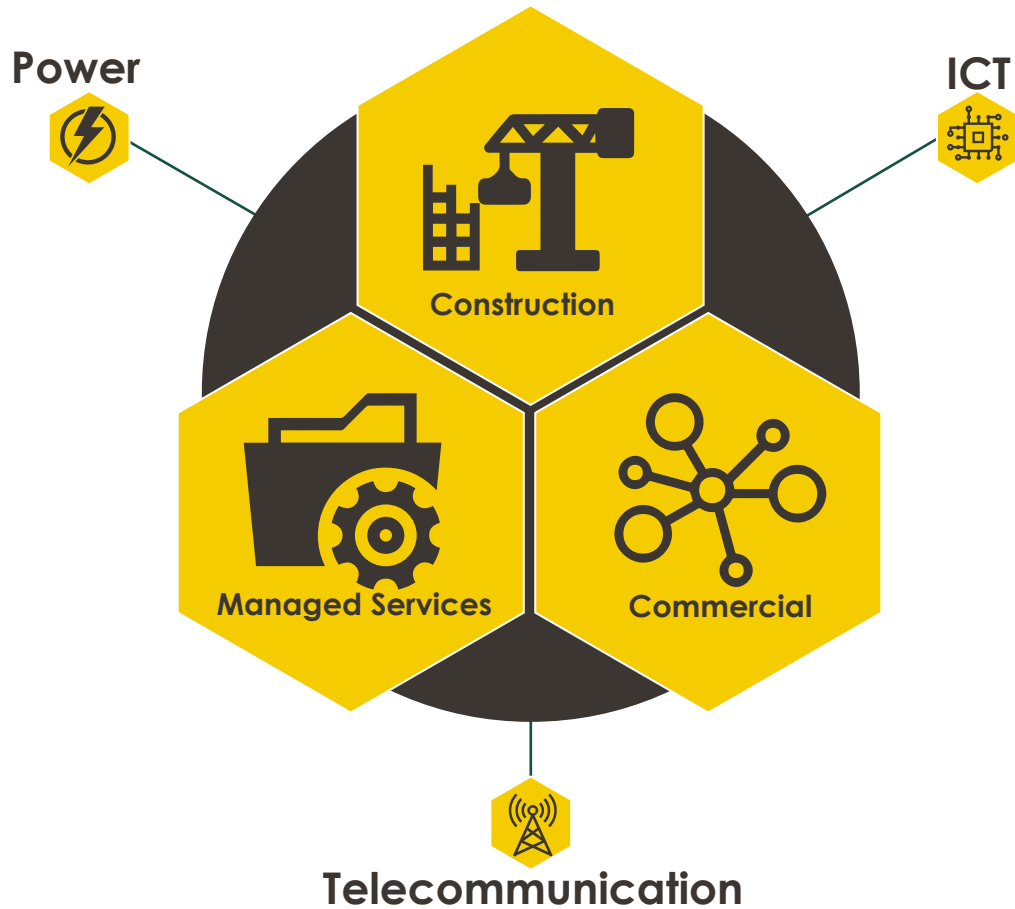 Power
ICT
Construction
Managed Services
Commercial
Telecommunication